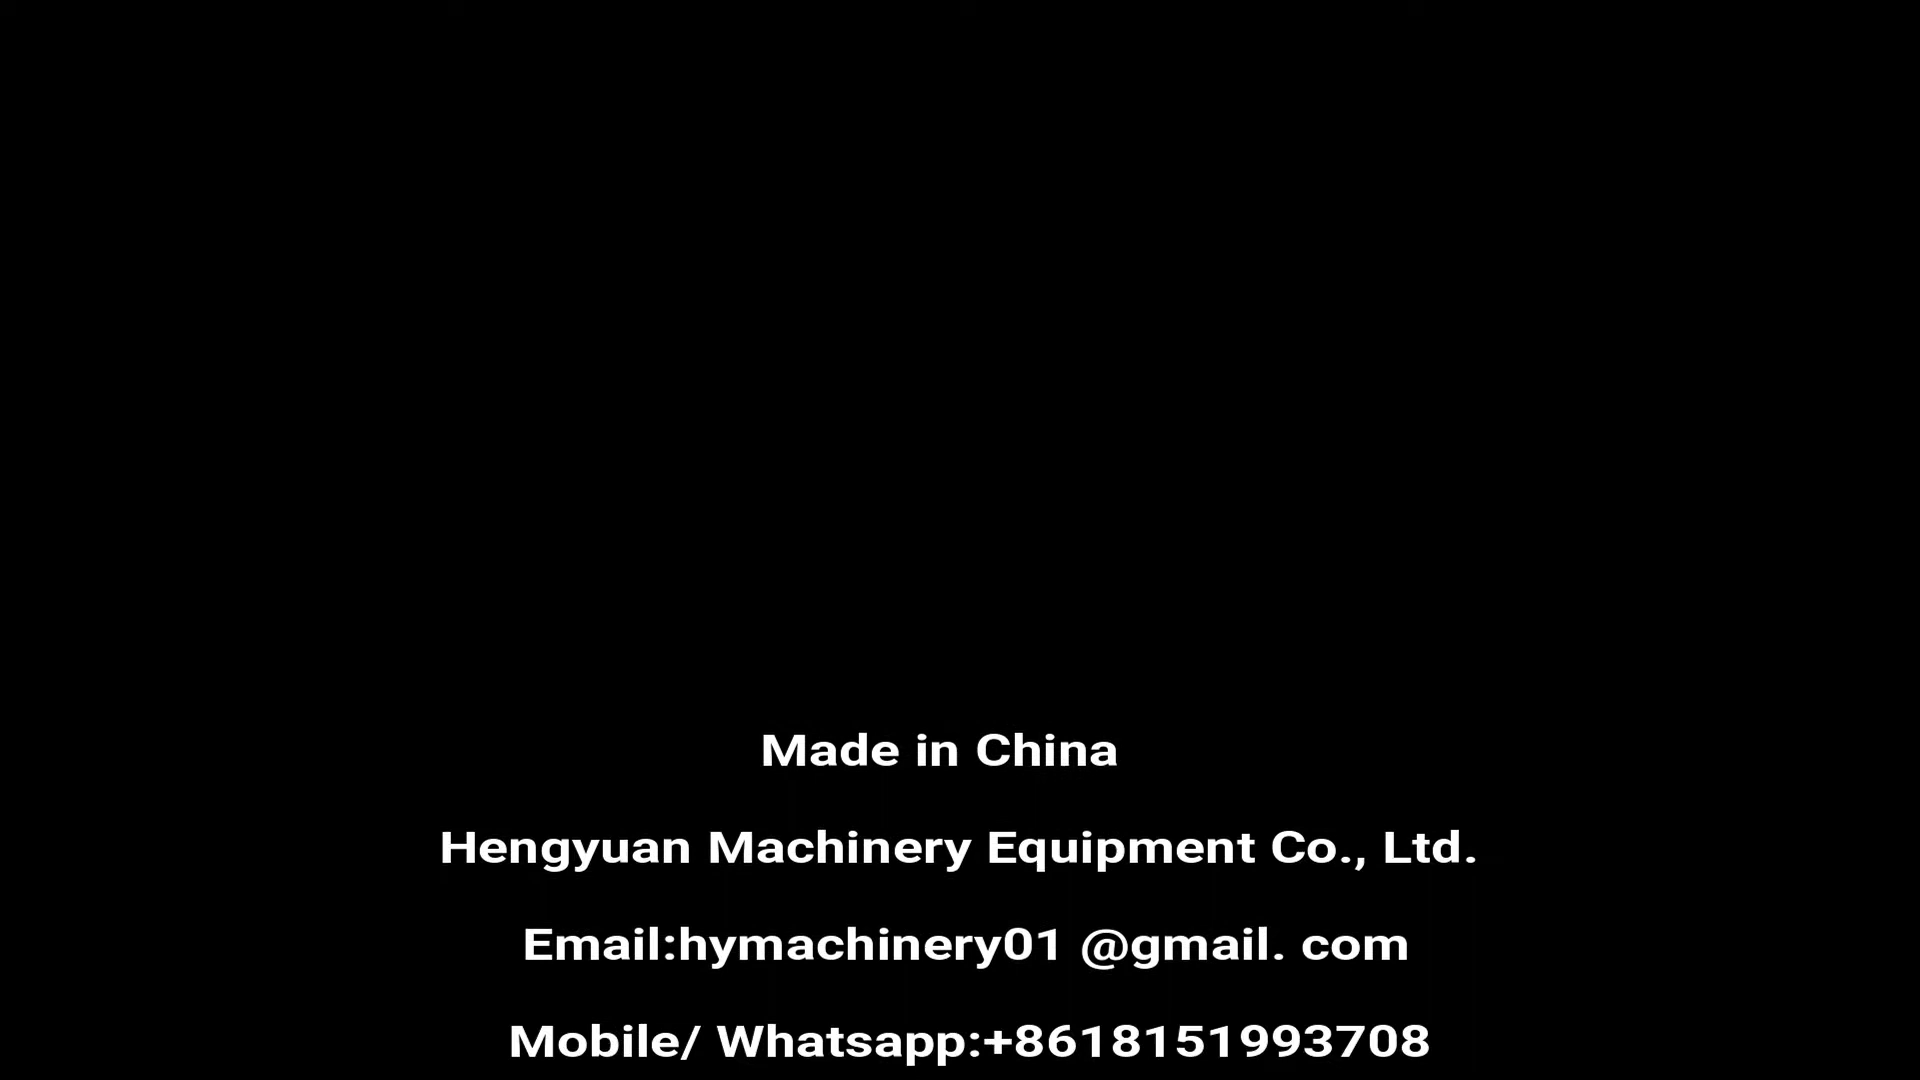 Made in China
Hengyuan Machinery Equipment Co., Ltd.
Email:hymachinery01 @gmail. com
Mobile/ Whatsapp:+8618151993708